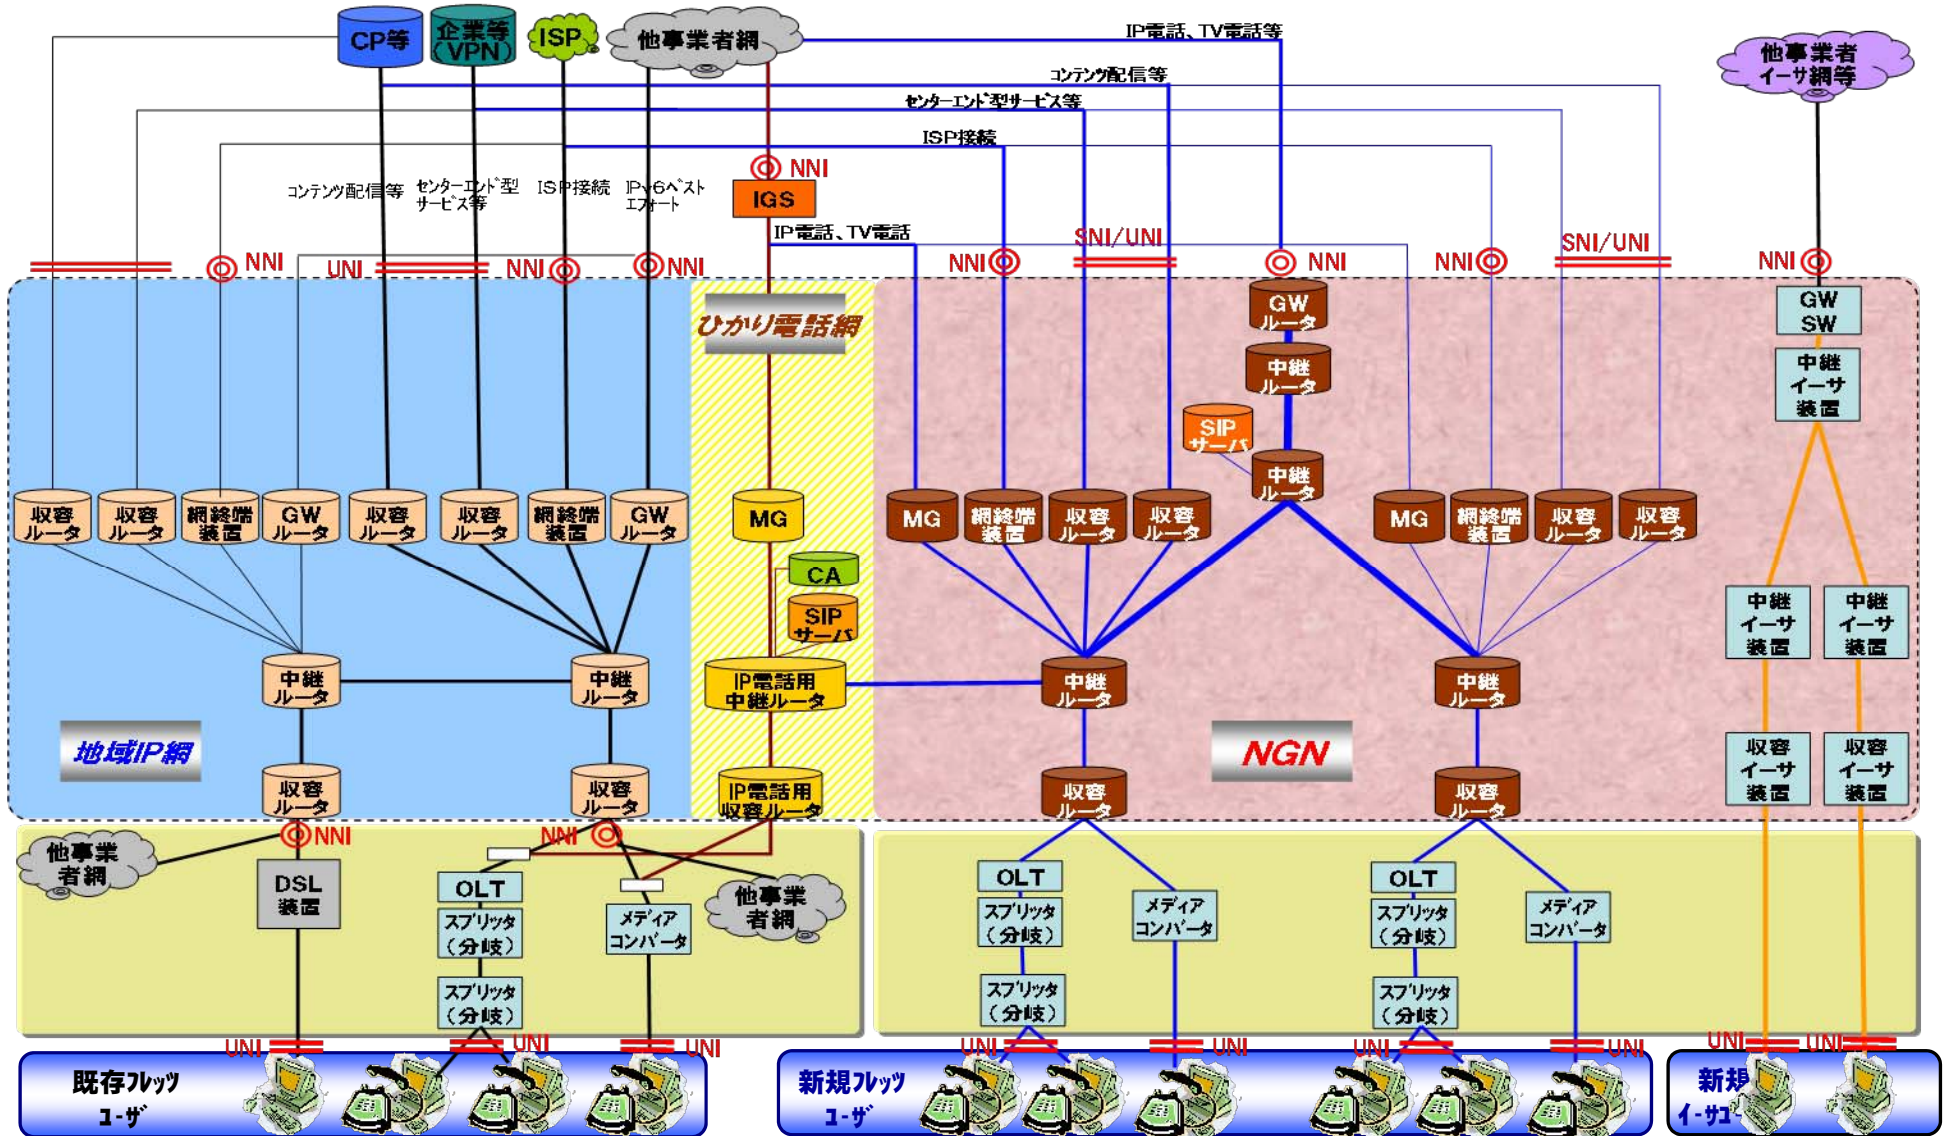 CP等
企業等
(VPN)
ISP
他事業者網
IP電話、TV電話等
他事業者
イーサ網等
コンテンツ配信等
センターエンド型サービス等
ISP接続
NNI
コンテンツ配信等
センターエンド型
サービス等
ISP接続
IPv6ベスト
エフォート
IGS
IP電話、TV電話
NNI
UNI
NNI
NNI
NNI
SNI/UNI
NNI
NNI
SNI/UNI
NNI
ひかり電話網
GW
ルータ
GW
SW
中継
ルータ
中継
イーサ
装置
SIP
サーバ
中継
ルータ
収容
ルータ
収容
ルータ
網終端
装置
GW
ルータ
収容
ルータ
収容
ルータ
網終端
装置
GW
ルータ
MG
MG
網終端
装置
収容
ルータ
収容
ルータ
MG
網終端
装置
収容
ルータ
収容
ルータ
CA
SIP
サーバ
中継
イーサ
装置
中継
イーサ
装置
中継
ルータ
中継
ルータ
IP電話用
中継ルータ
中継
ルータ
中継
ルータ
地域IP網
NGN
収容
ルータ
収容
ルータ
IP電話用
収容ルータ
収容
ルータ
収容
ルータ
収容
イーサ
装置
収容
イーサ
装置
NNI
NNI
他事業
者網
DSL
装置
OLT
スプリッタ
(分岐)
スプリッタ
(分岐)
メディア
コンバータ
他事業
者網
OLT
スプリッタ
(分岐)
スプリッタ
(分岐)
メディア
コンバータ
OLT
スプリッタ
(分岐)
スプリッタ
(分岐)
メディア
コンバータ
UNI
UNI
UNI
UNI
UNI
UNI
UNI
UNI
UNI
既存フレッツ
ユーザ
新規フレッツ
ユーザ
新規
イーサユー